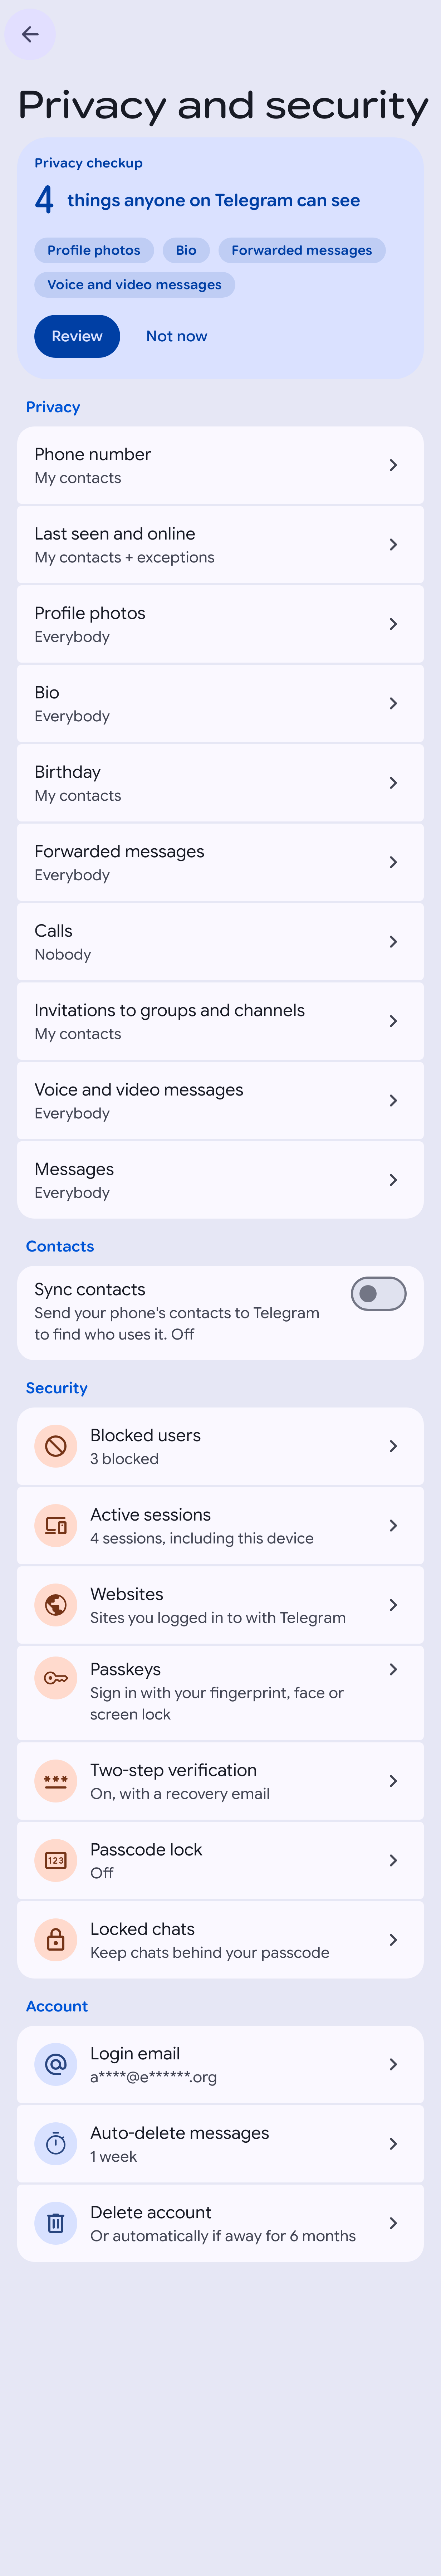 Privacy and security
Privacy checkup
4 things anyone on Telegram can see
Profile photos Bio Forwarded messages
Voice and video messages
Review Not now
Privacy
Phone number
My contacts
Last seen and online
My contacts + exceptions
Profile photos
Everybody
Bio
Everybody
Birthday
My contacts
Forwarded messages
Everybody
Calls
Nobody
Invitations to groups and channels
My contacts
Voice and video messages
Everybody
Messages
Everybody
Contacts
Sync contacts
Send your phone's contacts to Telegram
to find who uses it. Off
Security
Blocked users
3 blocked
Active sessions
4 sessions, including this device
Websites
Sites you logged in to with Telegram
Passkeys
Sign in with your fingerprint, face or
screen lock
Two-step verification
On, with a recovery email
123
Passcode lock
Off
Locked chats
Keep chats behind your passcode
Account
Login email
a****@e******.org
Auto-delete messages
1 week
Delete account
Or automatically if away for 6 months